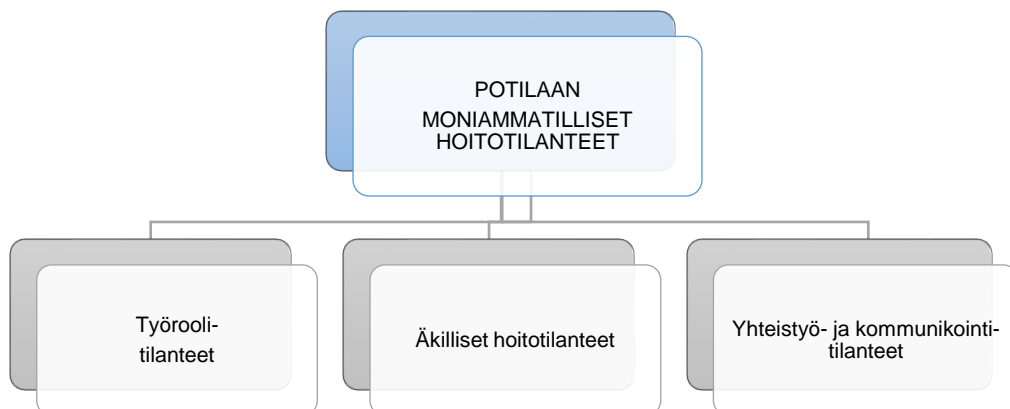 POTILAAN
MONIAMMATILLISET
HOITOTILANTEET
Työrooli-
tilanteet
Äkilliset hoitotilanteet
Yhteistyö- ja kommunikointi-
tilanteet